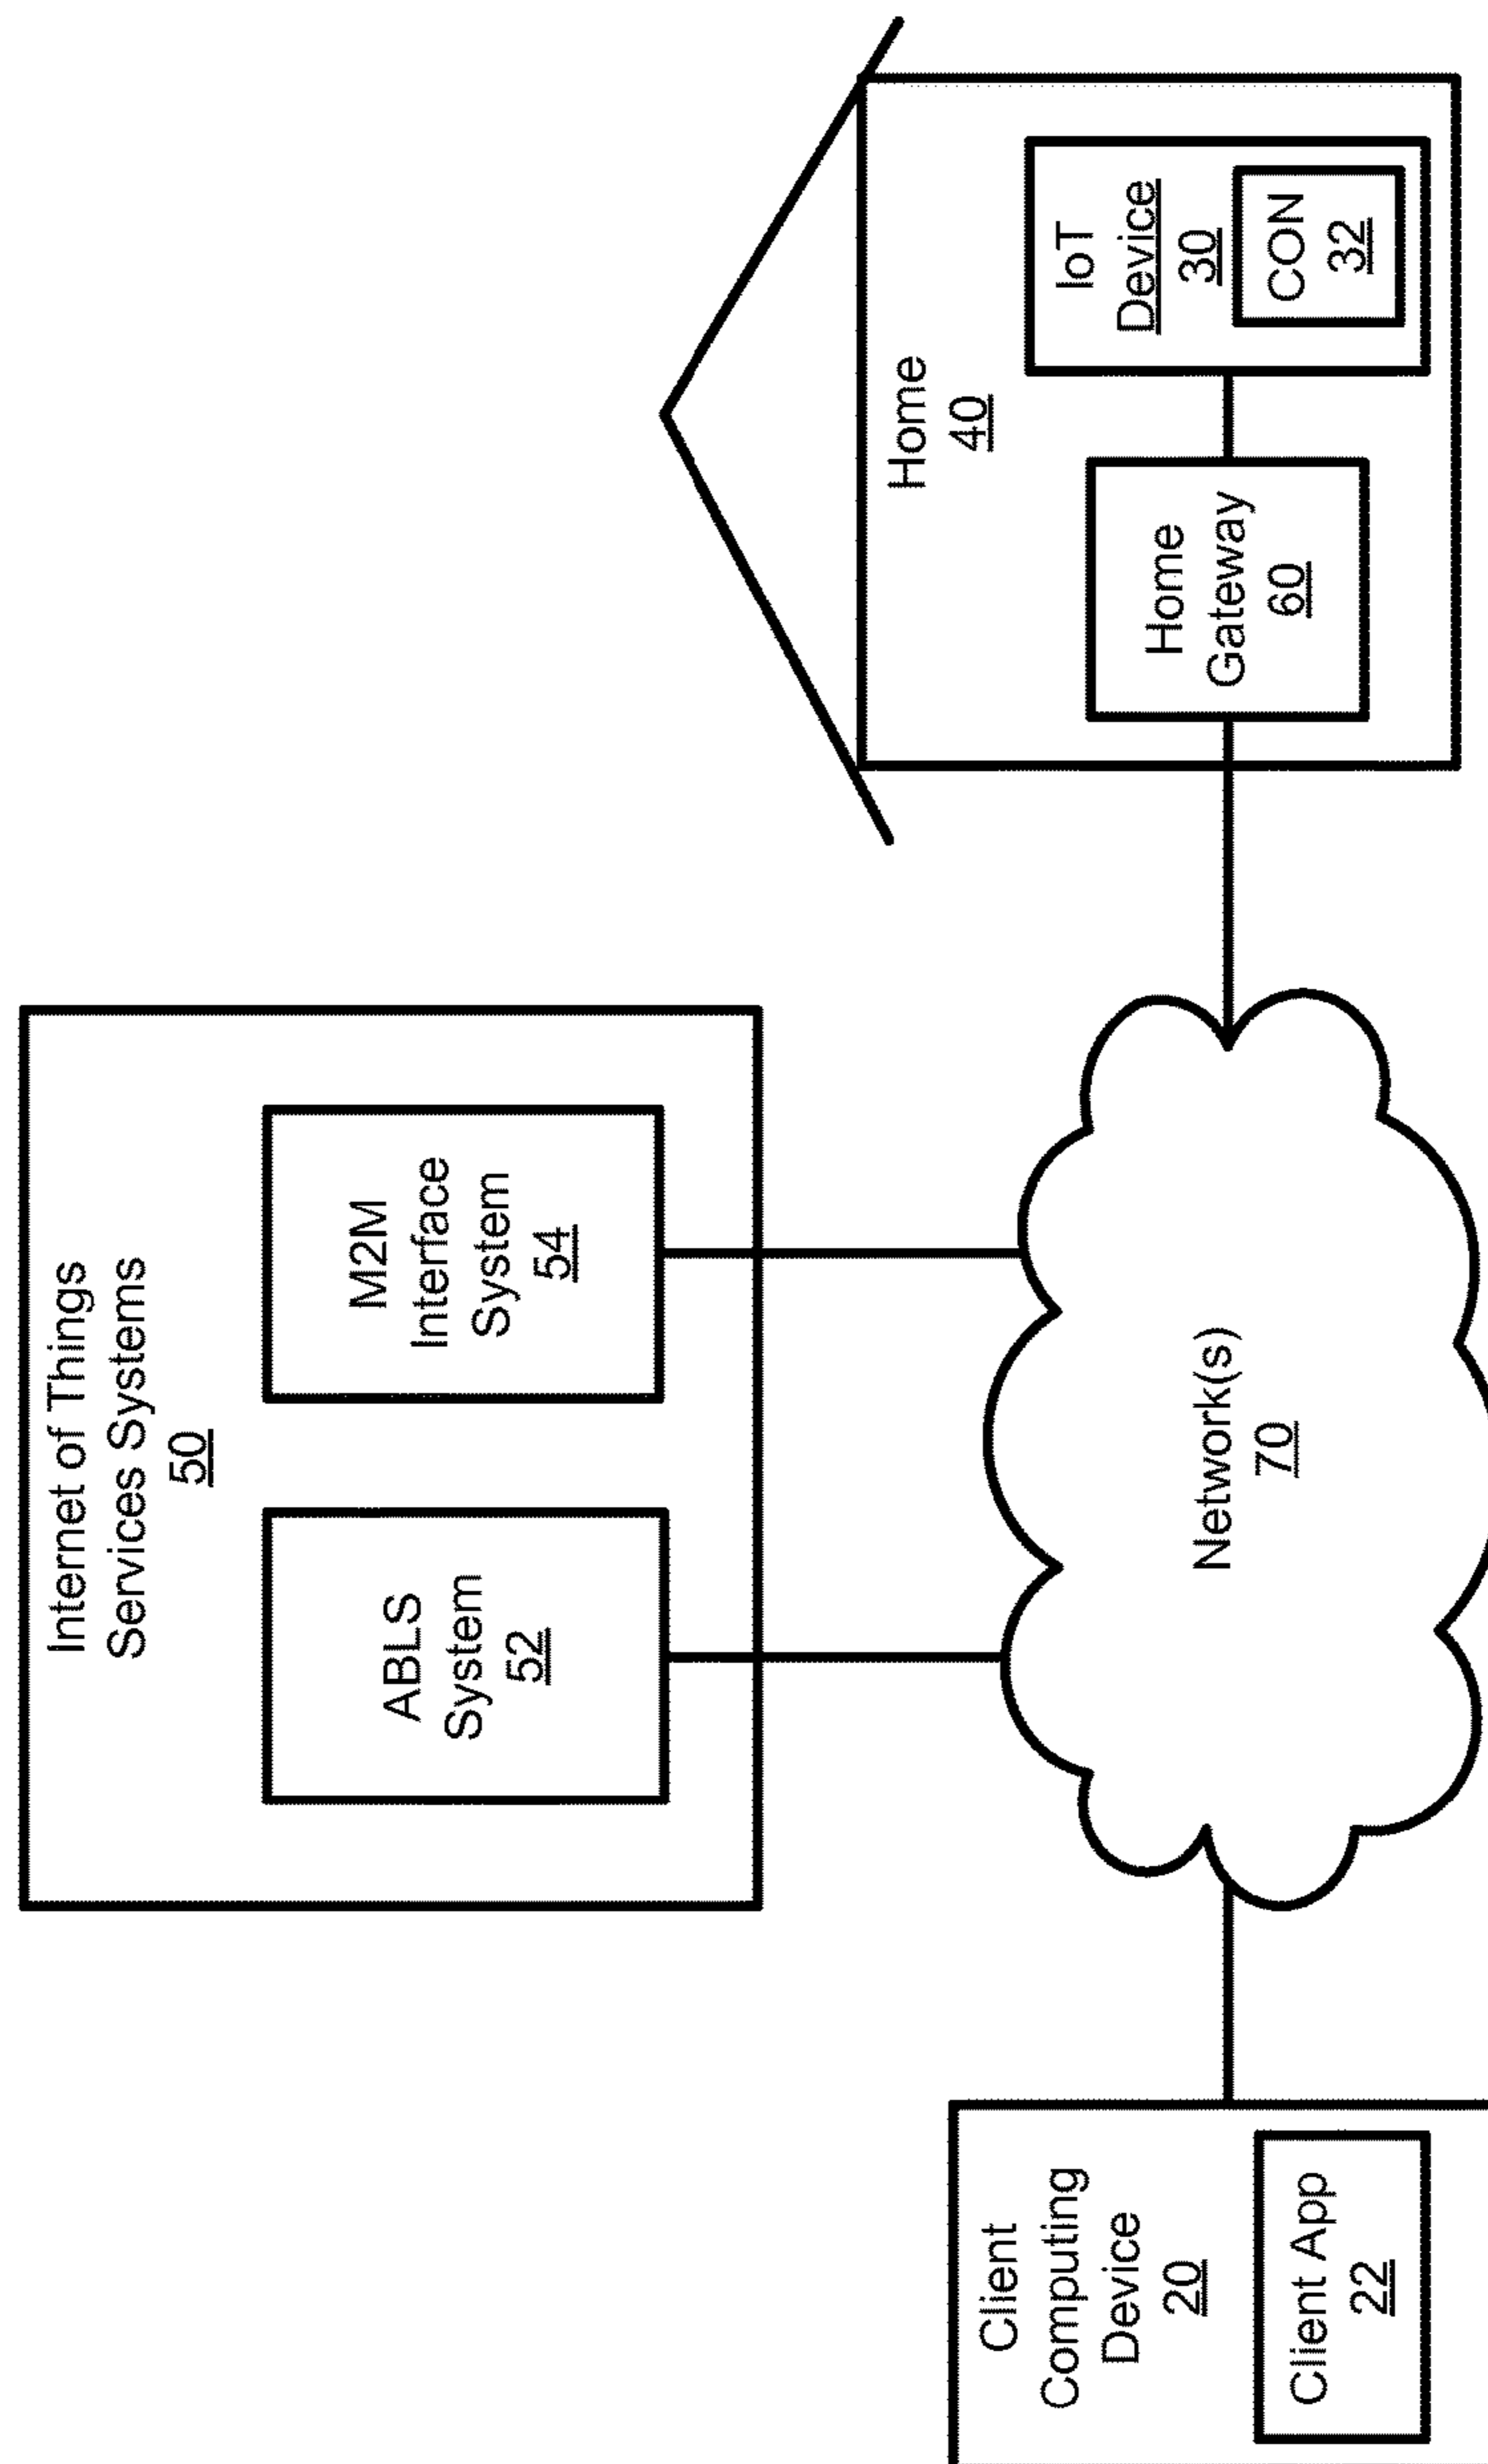 Internet of Things
Services Systems
50
ABLS
System
52
M2M
Interface
System
54
Client
Computing
Device
20
Client App
22
Network(s)
70
Home
40
Home
Gateway
60
IoT
Device
30
CON
32